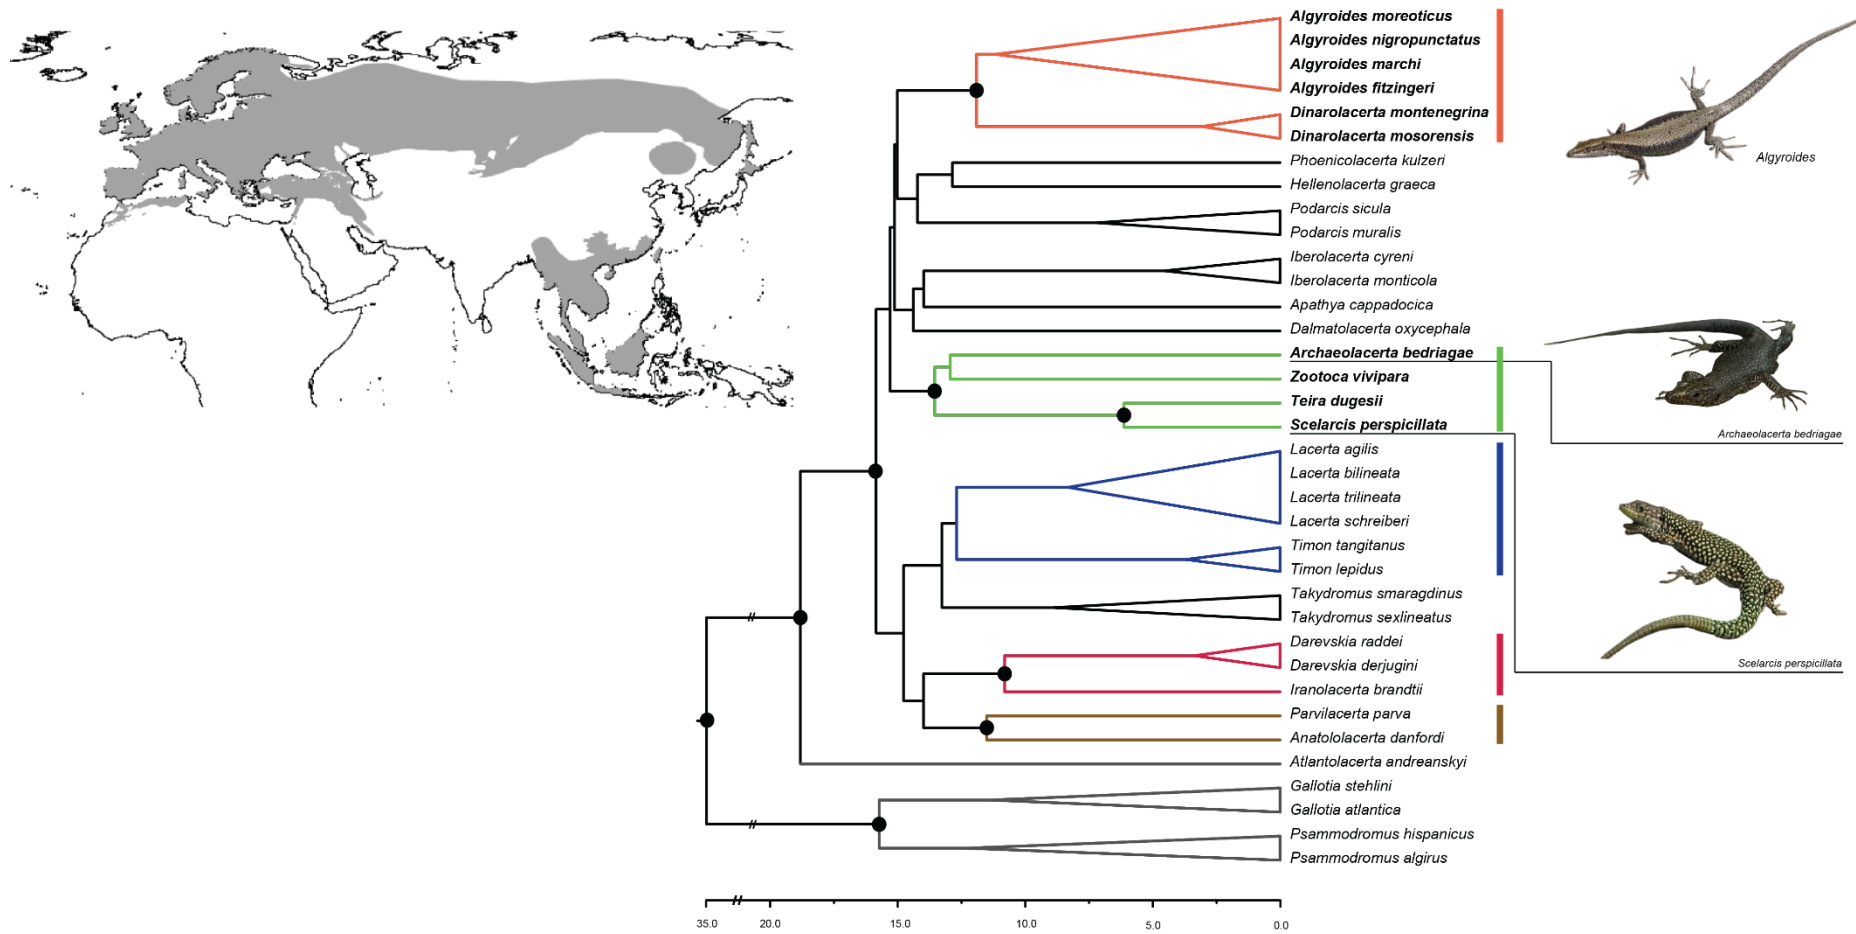 Algyroides moreoticus
Algyroides nigropunctatus
Algyroides marchi
Algyroides fitzingeri
Dinarolacerta montenegrina
Dinarolacerta mosorensis
Phoenicolacerta kulzeri
Hellenolacerta graeca
Podarcis sicula
Podarcis muralis
Iberolacerta cyreni
Iberolacerta monticola
Apathya cappadocica
Dalmatolacerta oxycephala
Archaeolacerta bedriagae
Zootoca vivipara
Teira dugesii
Scelarcis perspicillata
Lacerta agilis
Lacerta bilineata
Lacerta trilineata
Lacerta schreiberi
Timon tangitanus
Timon lepidus
Takydromus smaragdinus
Takydromus sexlineatus
Darevskia raddei
Darevskia derjugini
Iranolacerta brandtii
Parvilacerta parva
Anatololacerta danfordi
Atlantolacerta andreanskyi
Gallotia stehlini
Gallotia atlantica
Psammodromus hispanicus
Psammodromus algirus
Algyroides
Archaeolacerta bedriagae
Scelarcis perspicillata
35.0 20.0 15.0 10.0 5.0 0.0